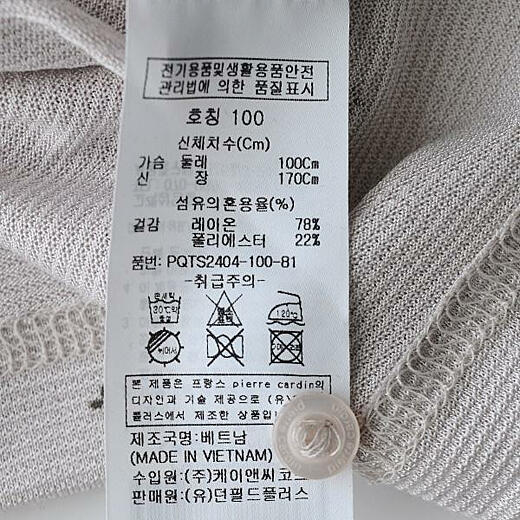 전기용품및생활용품안전
관리법에 의한 품질표시
호칭 100
신체치수(Cm)
가슴 둘레 100Cm
신 장 170Cm
섬유의혼용율(%)
겉감 레이온 78%
폴리에스터 22%
품번: PQTS2404-100-81
-취급주의-
30℃약
120℃
본 제품은 프랑스 pierre cardin의
디자인과 기술 제공으로 (유)
플러스에서 제조한 상품입니
제조국명:베트남
(MADE IN VIETNAM)
수입원:(주)케이앤씨코
판매원:(유)던필드플러스